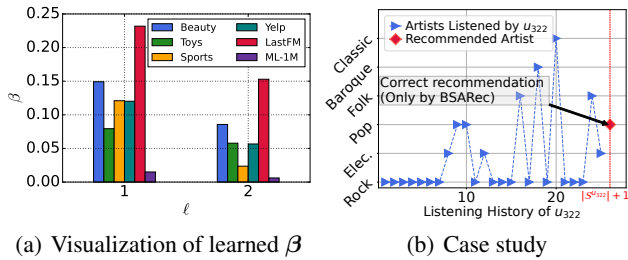 0.25
0.20
0.15
0.10
0.05
0.00
β
Beauty
Toys
Sports
Yelp
LastFM
ML-1M
1
2
ℓ
(a) Visualization of learned β
Artists Listened by u₃₂₂
Recommended Artist
Classic
Baroque
Folk
Pop
Elec.
Rock
Correct recommendation
(Only by BSARec)
10
20
|S^{u₃₂₂}| + 1
Listening History of u₃₂₂
(b) Case study